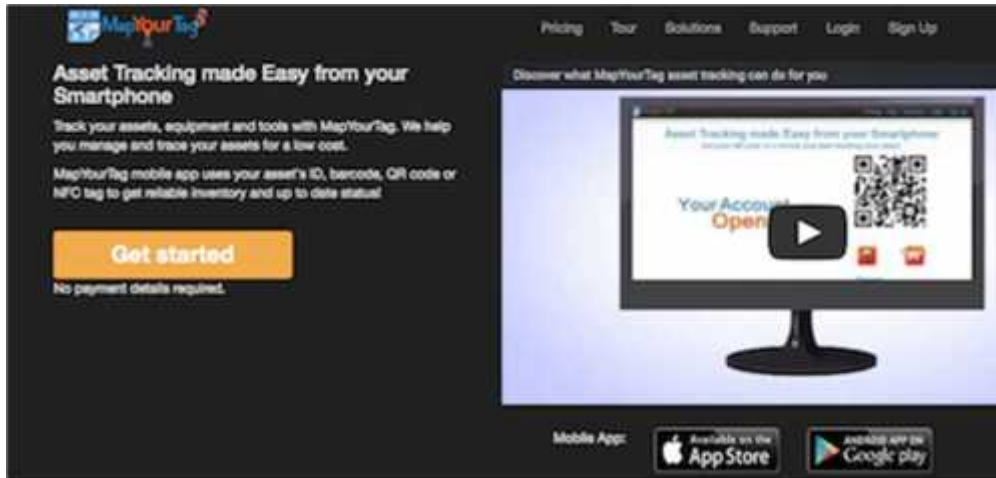 MapYourTag
Pricing Tour Solutions Support Login Sign Up
Asset Tracking made Easy from your
Smartphone
Track your assets, equipment and tools with MapYourTag. We help
you manage and trace your assets for a low cost.
MapYourTag mobile app uses your asset's ID, barcode, QR code or
NFC tag to get reliable inventory and up to date status!
Get started
No payment details required.
Discover what MapYourTag asset tracking can do for you
Asset Tracking made Easy from your Smartphone
Your Account
Open
Mobile App:
Available on the
App Store
ANDROID APP ON
Google play